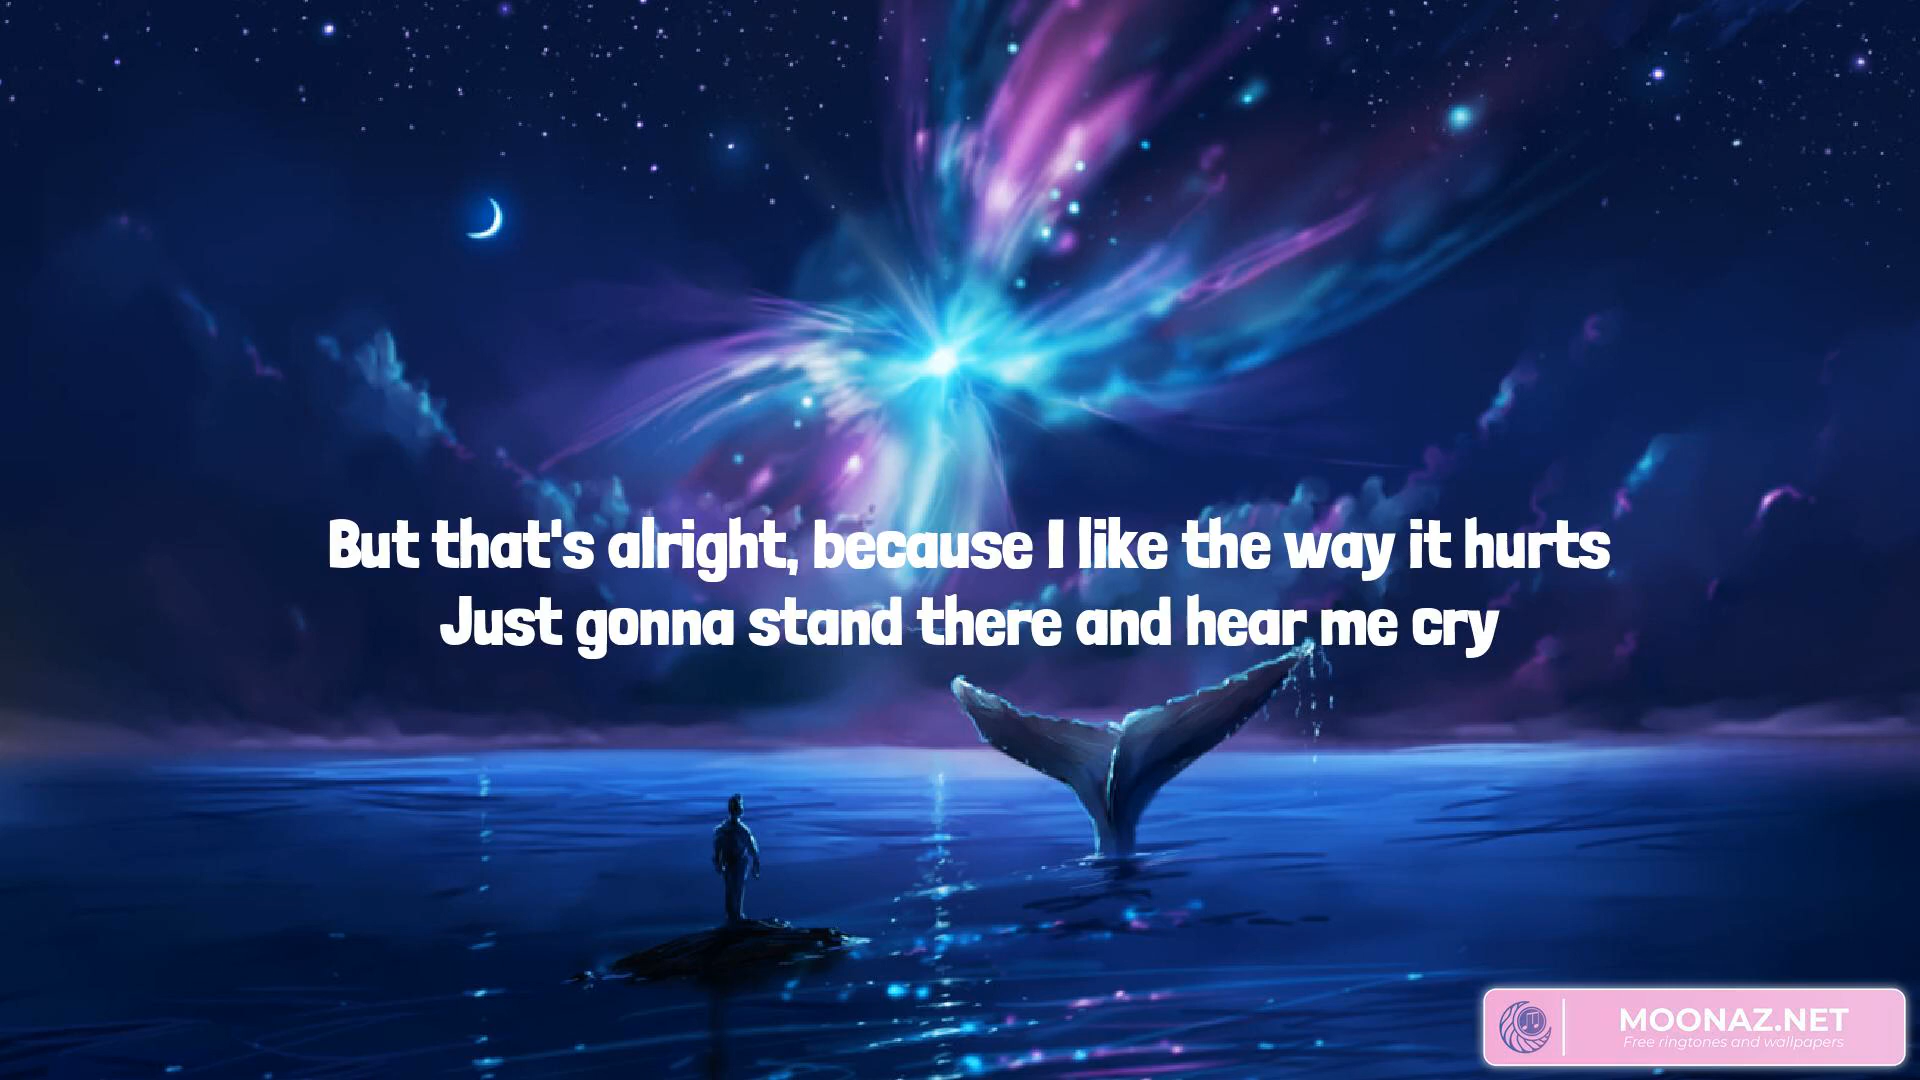 But that's alright, because I like the way it hurts
Just gonna stand there and hear me cry
MOONAZ.NET
Free ringtones and wallpapers